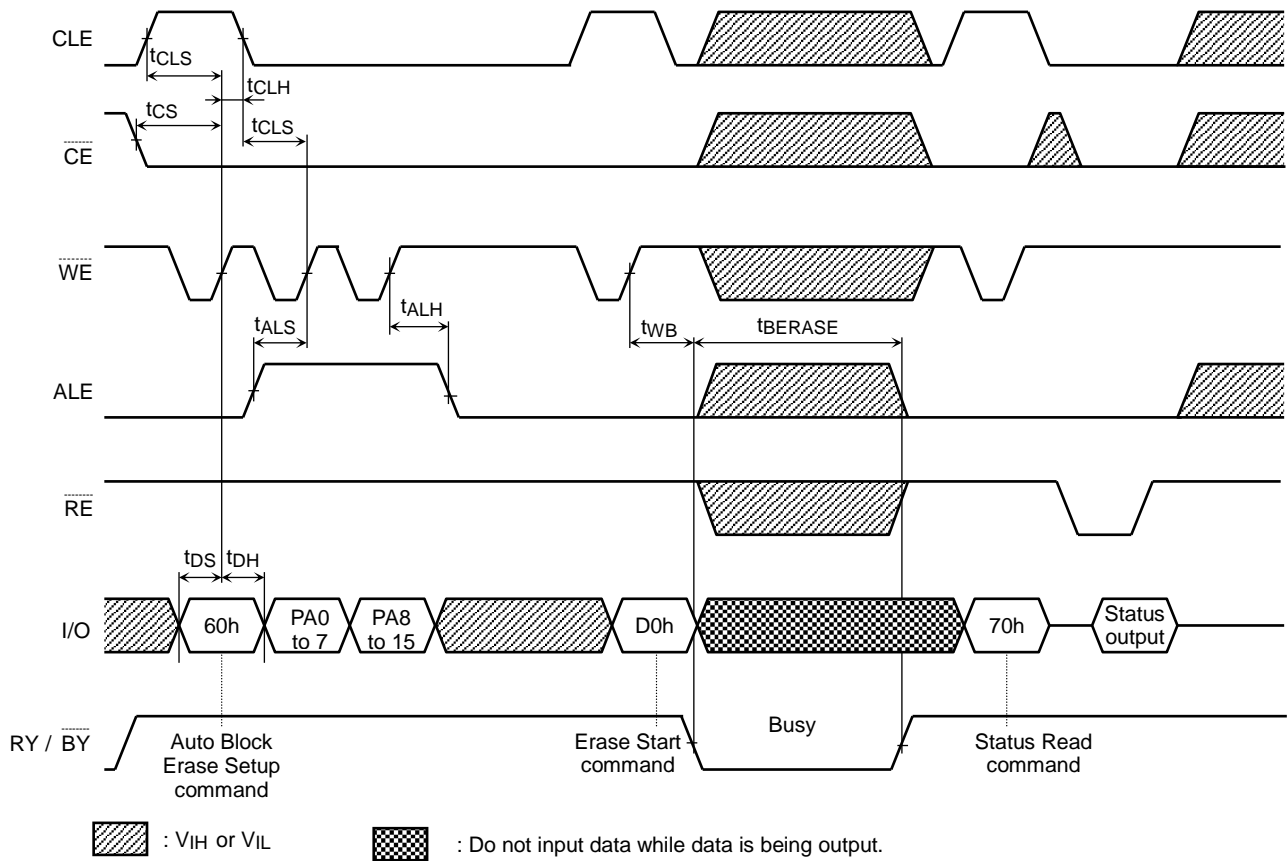 CLE
tCLS
tCLH
tCS
tCLS
CE
WE
tALS
tALH
tWB
tBERASE
ALE
RE
tDS
tDH
I/O
60h
PA0
to 7
PA8
to 15
D0h
70h
Status
output
RY / BY
Busy
Auto Block
Erase Setup
command
Erase Start
command
Status Read
command
: VIH or VIL
: Do not input data while data is being output.